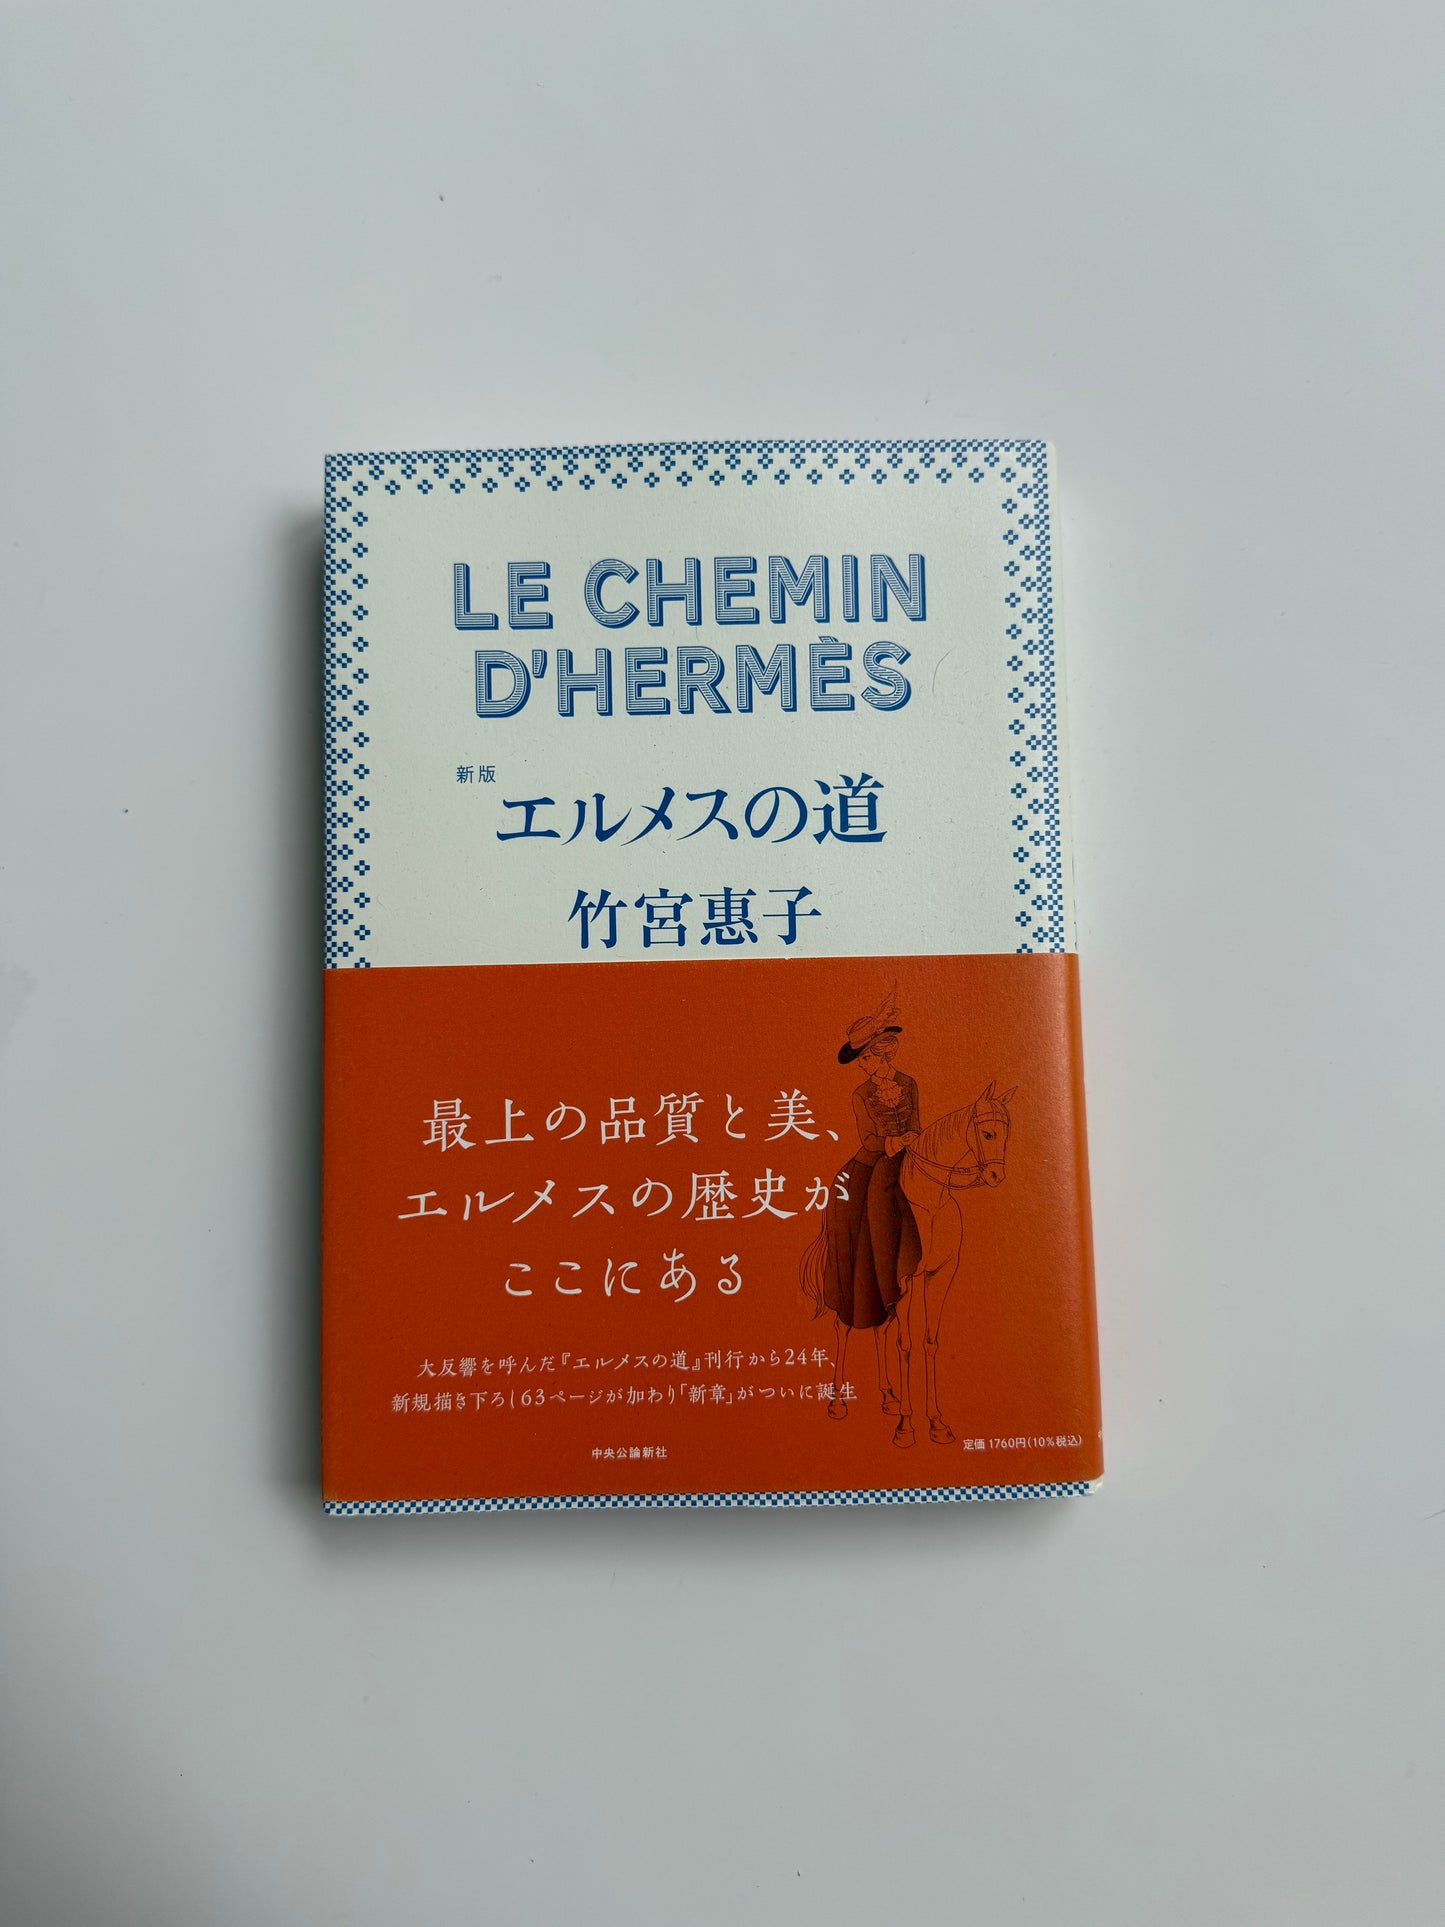 LE CHEMIN
D'HERMÈS
新版
エルメスの道
竹宮惠子
最上の品質と美、
エルメスの歴史が
ここにある
大反響を呼んだ『エルメスの道』刊行から24年、
新規描き下ろし63ページが加わり「新章」がついに誕生
中央公論新社
定価1760円(10%税込)